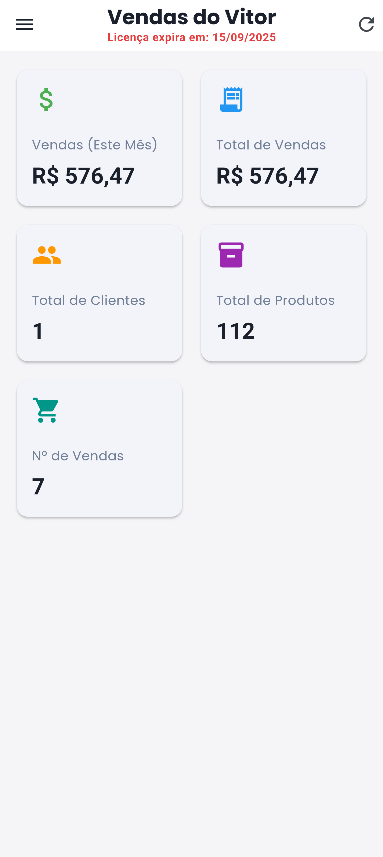 Vendas do Vitor
Licença expira em: 15/09/2025
Vendas (Este Mês)
R$ 576,47
Total de Vendas
R$ 576,47
Total de Clientes
1
Total de Produtos
112
Nº de Vendas
7